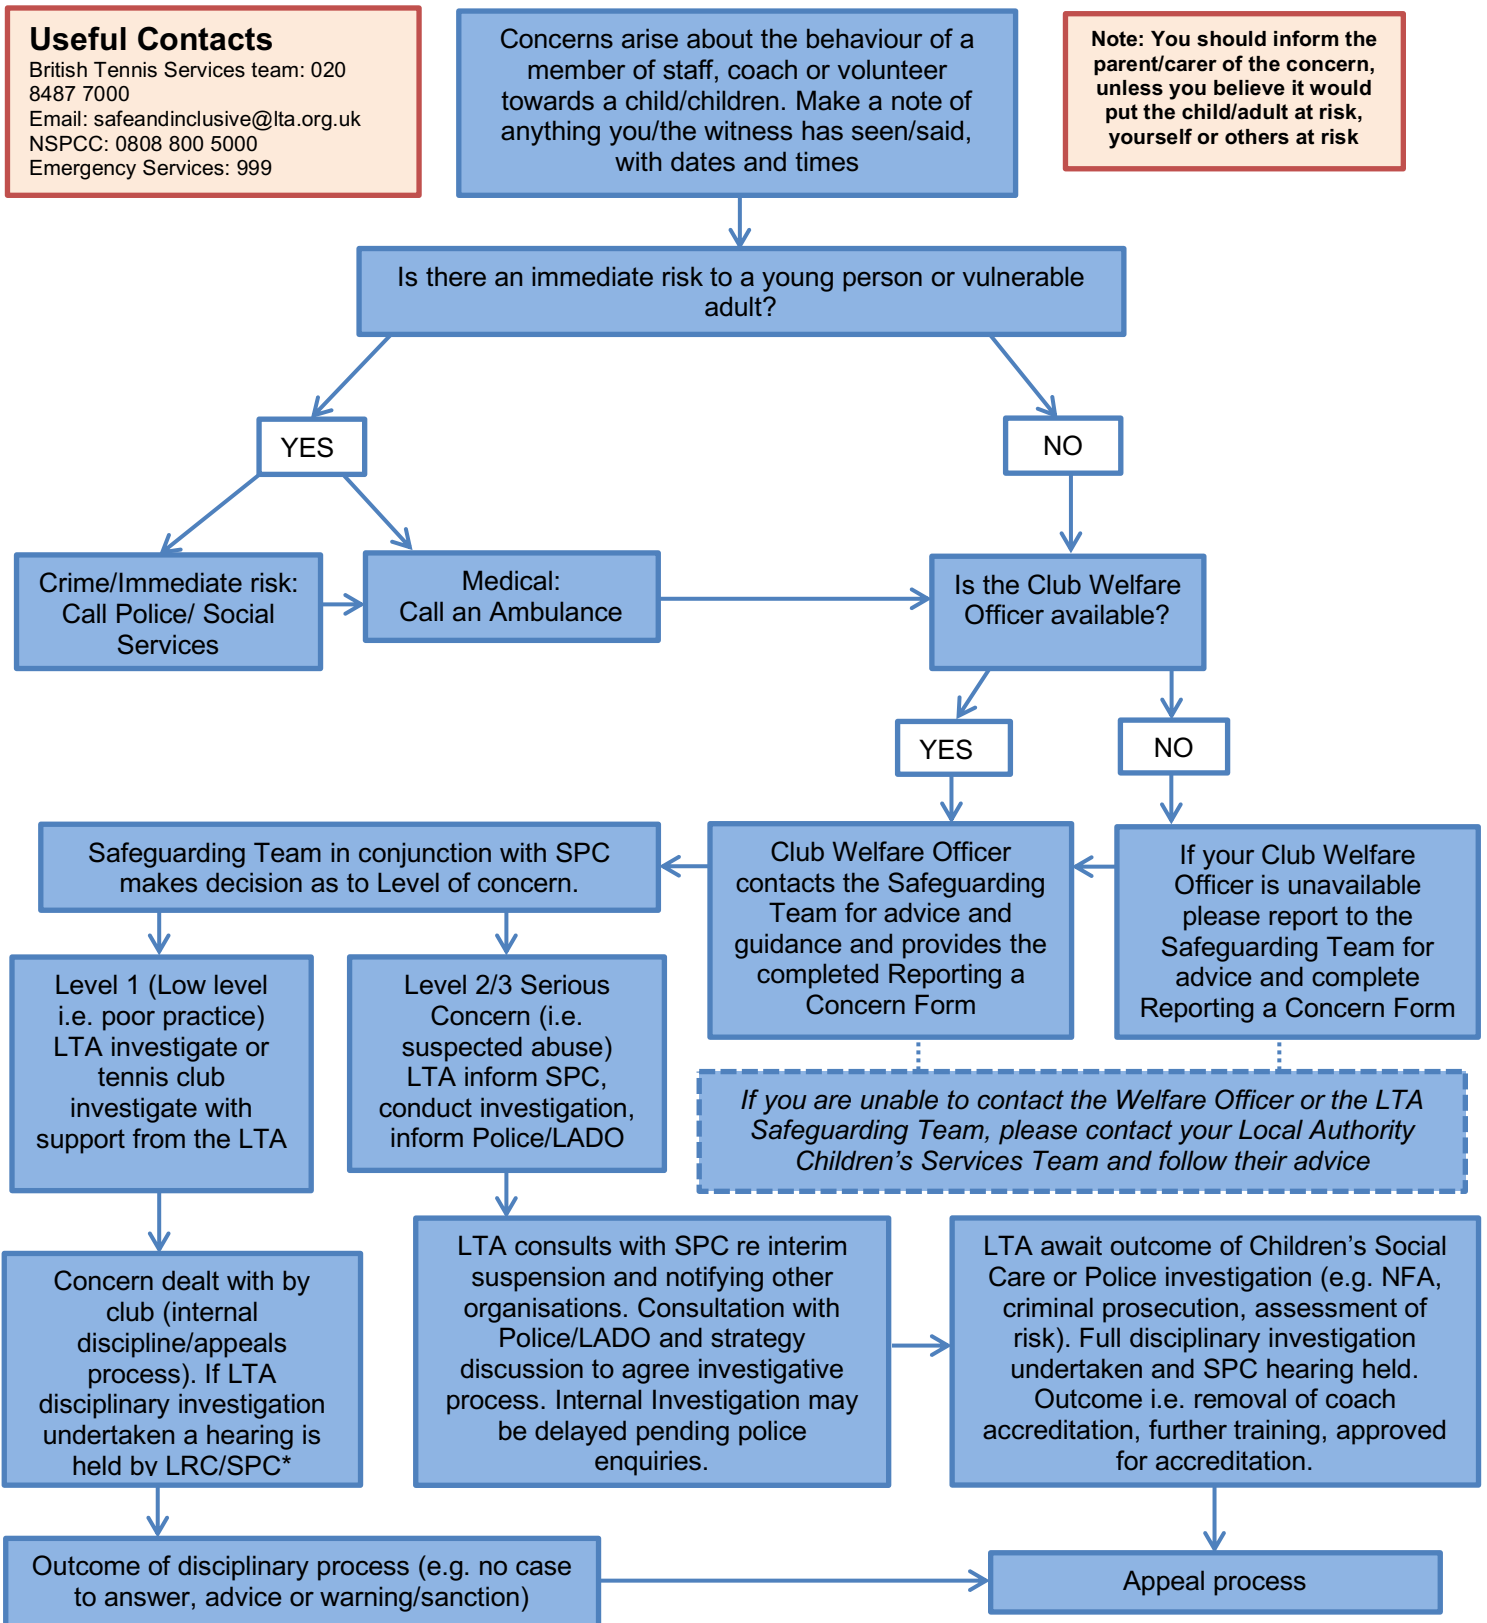 Useful Contacts
British Tennis Services team: 020
8487 7000
Email: safeandinclusive@lta.org.uk
NSPCC: 0808 800 5000
Emergency Services: 999
Concerns arise about the behaviour of a
member of staff, coach or volunteer
towards a child/children. Make a note of
anything you/the witness has seen/said,
with dates and times
Note: You should inform the
parent/carer of the concern,
unless you believe it would
put the child/adult at risk,
yourself or others at risk
Is there an immediate risk to a young person or vulnerable
adult?
YES
NO
Crime/Immediate risk:
Call Police/ Social
Services
Medical:
Call an Ambulance
Is the Club Welfare
Officer available?
YES
NO
Safeguarding Team in conjunction with SPC
makes decision as to Level of concern.
Club Welfare Officer
contacts the Safeguarding
Team for advice and
guidance and provides the
completed Reporting a
Concern Form
If your Club Welfare
Officer is unavailable
please report to the
Safeguarding Team for
advice and complete
Reporting a Concern Form
Level 1 (Low level
i.e. poor practice)
LTA investigate or
tennis club
investigate with
support from the LTA
Level 2/3 Serious
Concern (i.e.
suspected abuse)
LTA inform SPC,
conduct investigation,
inform Police/LADO
If you are unable to contact the Welfare Officer or the LTA
Safeguarding Team, please contact your Local Authority
Children's Services Team and follow their advice
Concern dealt with by
club (internal
discipline/appeals
process). If LTA
disciplinary investigation
undertaken a hearing is
held by LRC/SPC*
LTA consults with SPC re interim
suspension and notifying other
organisations. Consultation with
Police/LADO and strategy
discussion to agree investigative
process. Internal Investigation may
be delayed pending police
enquiries.
LTA await outcome of Children's Social
Care or Police investigation (e.g. NFA,
criminal prosecution, assessment of
risk). Full disciplinary investigation
undertaken and SPC hearing held.
Outcome i.e. removal of coach
accreditation, further training, approved
for accreditation.
Outcome of disciplinary process (e.g. no case
to answer, advice or warning/sanction)
Appeal process